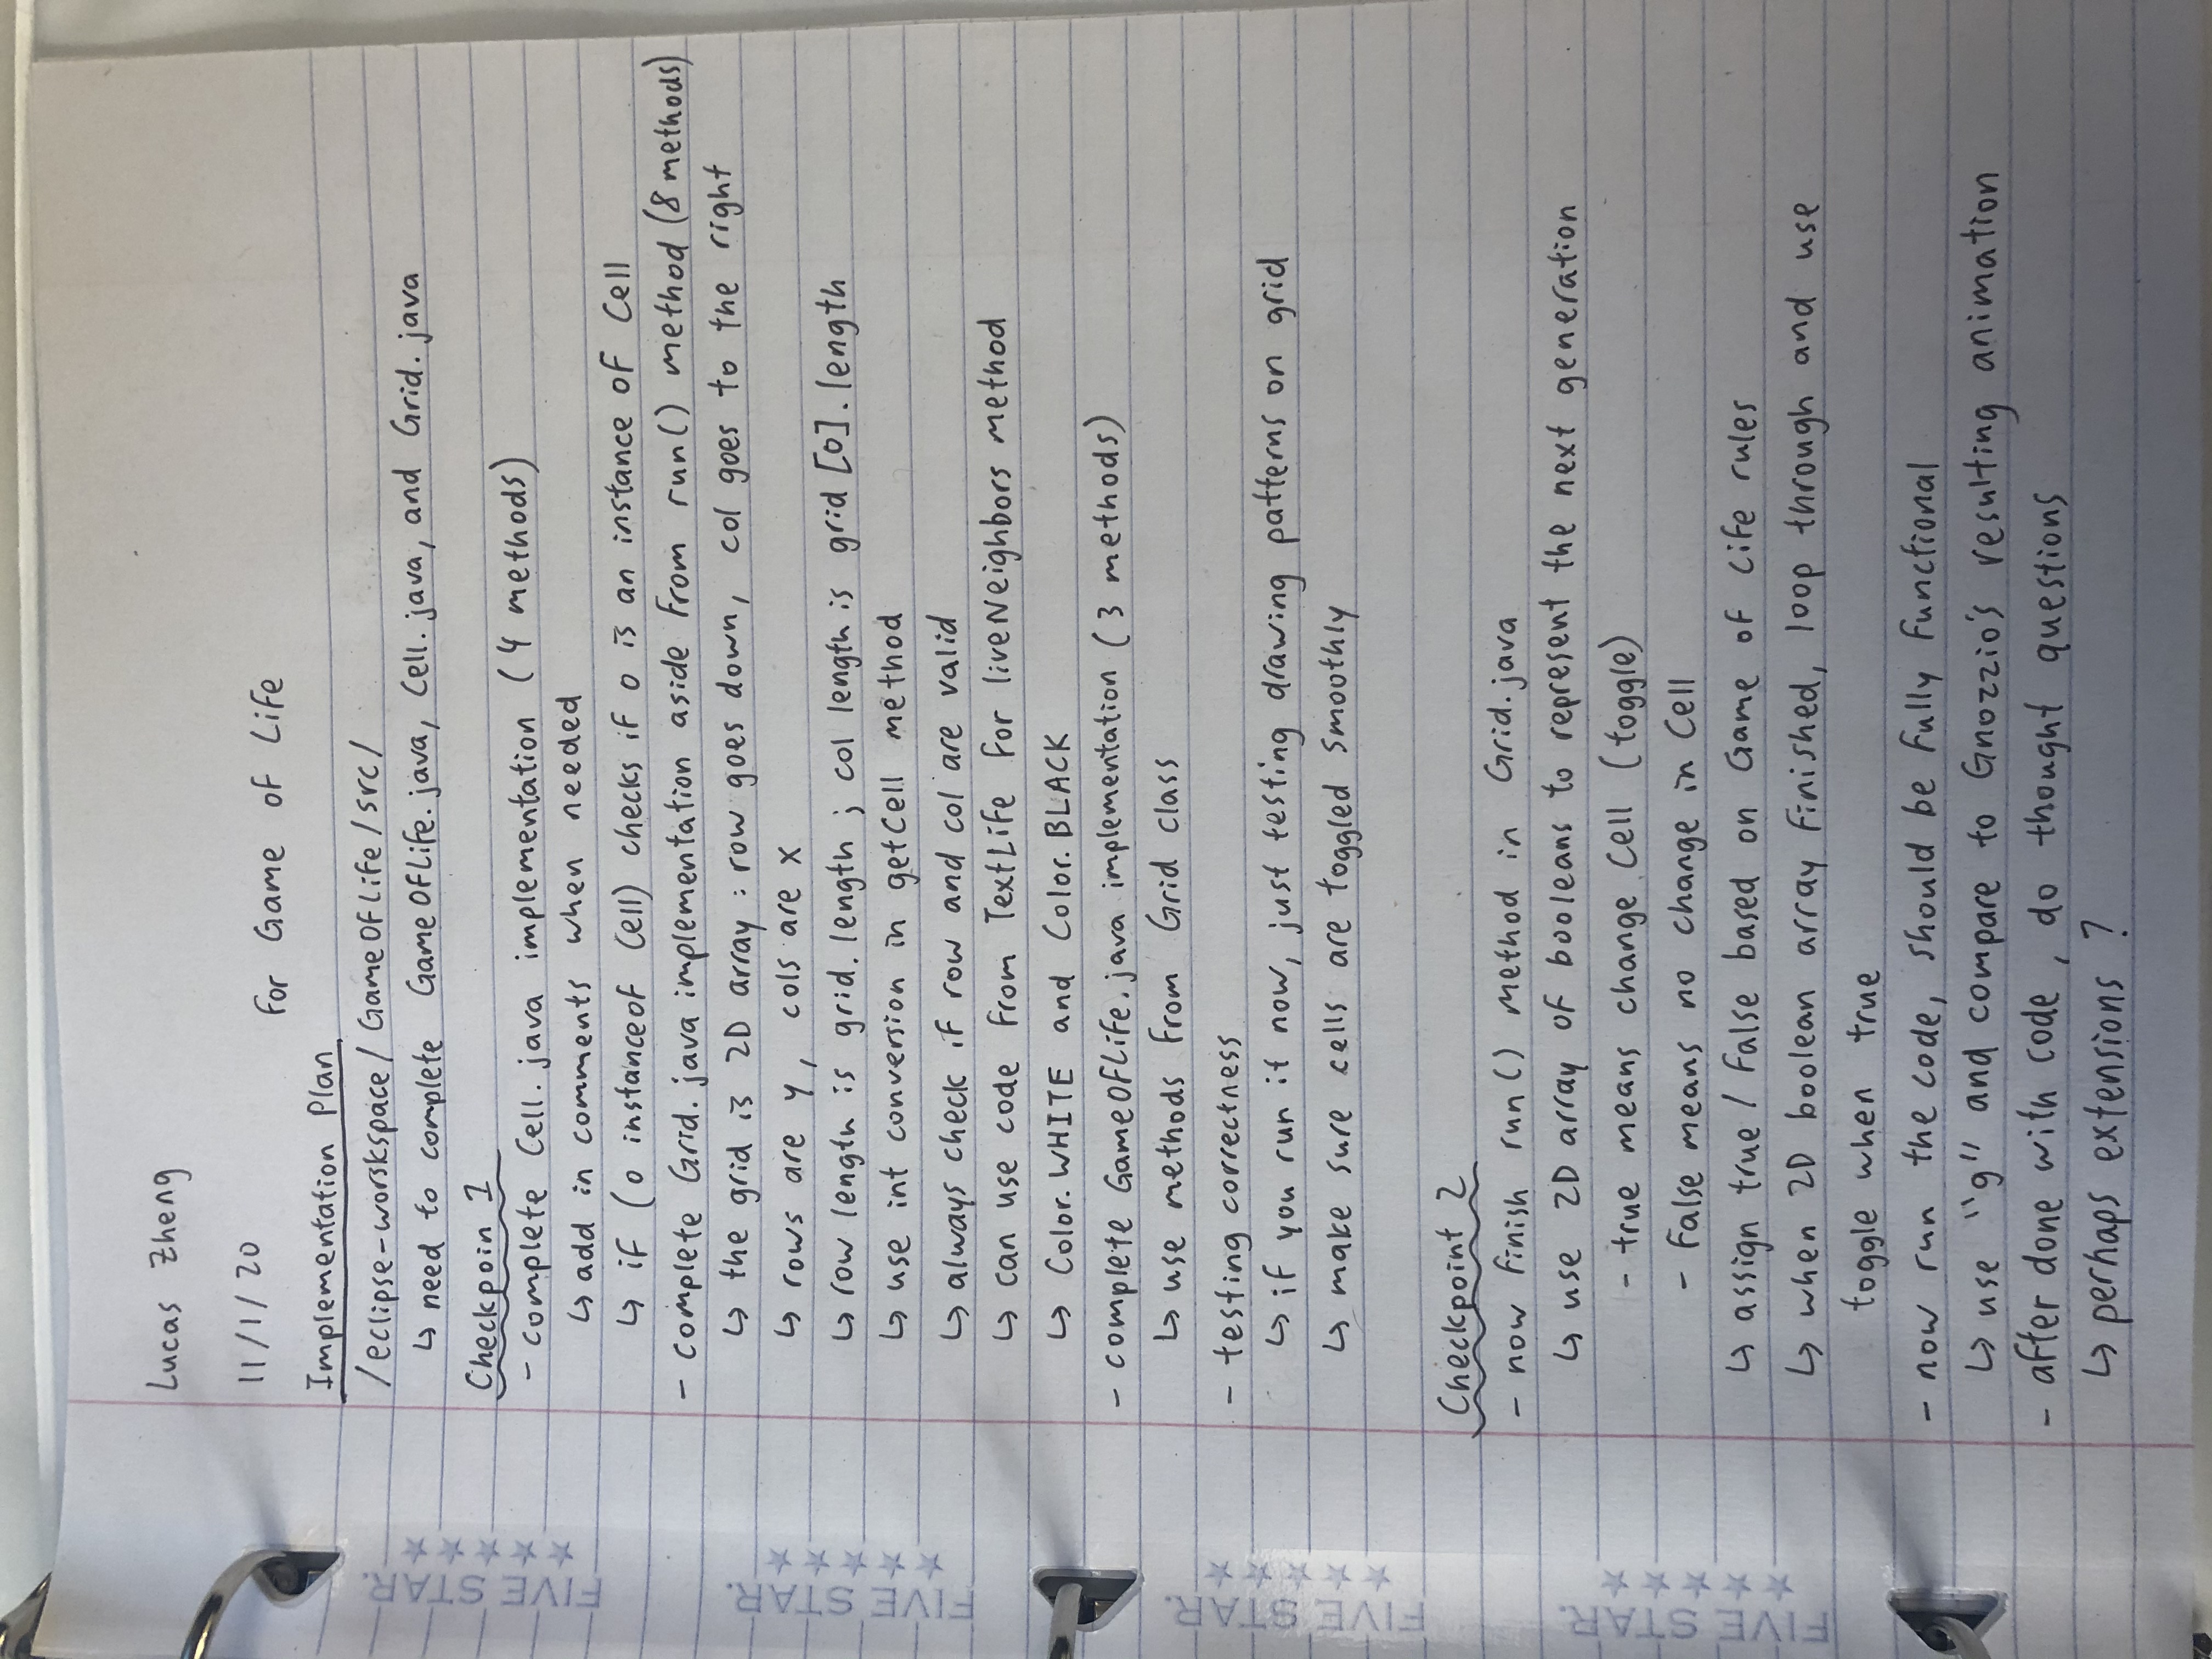 Lucas Zheng
11/1/20
For Game of Life
Implementation Plan
/eclipse-worskspace/GameOfLife/src/
↳ need to complete GameOfLife.java, Cell.java, and Grid.java
Checkpoin 1
- complete Cell.java implementation (4 methods)
↳ add in comments when needed
↳ if (o instanceof Cell) checks if o is an instance of Cell
- complete Grid.java implementation aside from run() method (8 methods)
↳ the grid is 2D array : row goes down, col goes to the right
↳ rows are y, cols are x
↳ row length is grid.length ; col length is grid[0].length
↳ use int conversion in getCell method
↳ always check if row and col are valid
↳ can use code from TextLife for liveNeighbors method
↳ Color.WHITE and Color.BLACK
- complete GameOfLife.java implementation (3 methods)
↳ use methods from Grid class
- testing correctness
↳ if you run it now, just testing drawing patterns on grid
↳ make sure cells are toggled smoothly
Checkpoint 2
- now finish run() method in Grid.java
↳ use 2D array of booleans to represent the next generation
- true means change Cell (toggle)
- False means no change in Cell
↳ assign true / False based on Game of Life rules
↳ when 2D boolean array finished, loop through and use
toggle when true
- now run the code, should be fully functional
↳ use "g" and compare to Gnozzio's resulting animation
- after done with code, do thought questions
↳ perhaps extensions ?
FIVE STAR.
★★★★★
FIVE STAR.
★★★★★
FIVE STAR.
★★★★★
FIVE STAR.
★★★★★